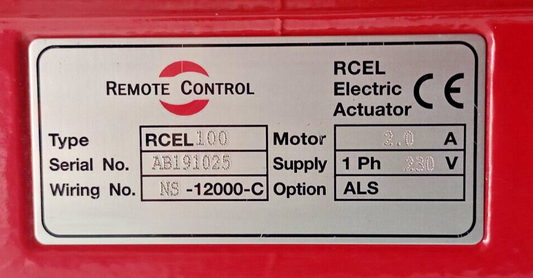 REMOTE CONTROL
RCEL
Electric
Actuator
CE
Type RCEL100 Motor 2.0 A
Serial No. AB191025 Supply 1 Ph 230 V
Wiring No. NS -12000-C Option ALS